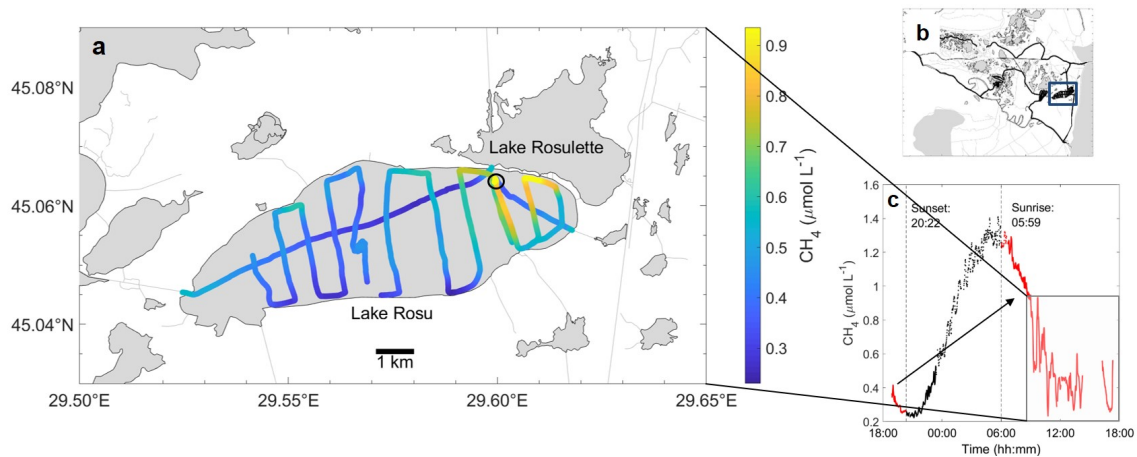 a
45.08°N
45.06°N
45.04°N
29.50°E
29.55°E
29.60°E
29.65°E
Lake Rosulette
Lake Rosu
1 km
0.9
0.8
0.7
0.6
0.5
0.4
0.3
CH4 (μmol L-1)
b
c
Sunset:
20:22
Sunrise:
05:59
1.6
1.4
1.2
1
0.8
0.6
0.4
0.2
CH4 (μmol L-1)
18:00
00:00
06:00
12:00
18:00
Time (hh:mm)